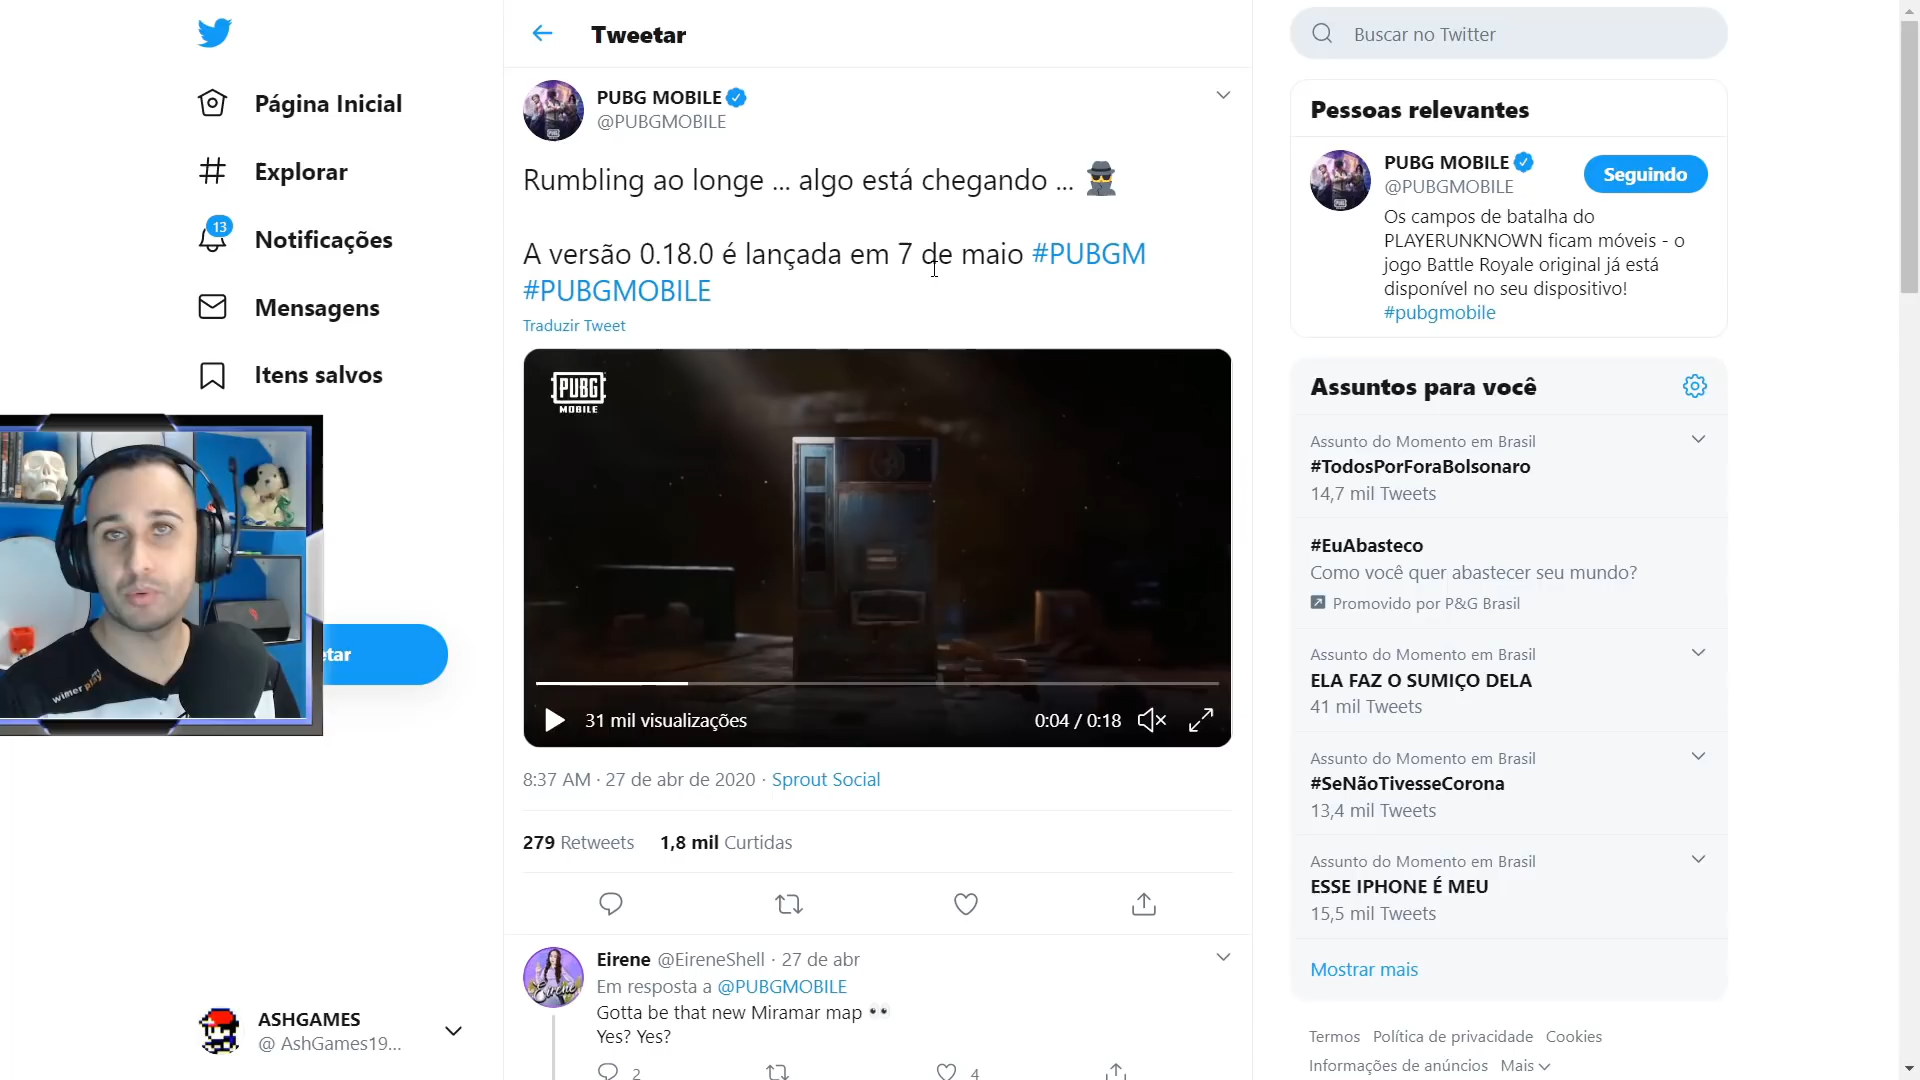 Página Inicial
Explorar
13
Notificações
Mensagens
Itens salvos
winner play
etar
ASHGAMES
@ AshGames19...
Tweetar
PUBG MOBILE
@PUBGMOBILE
Rumbling ao longe ... algo está chegando ...
A versão 0.18.0 é lançada em 7 de maio #PUBGM
#PUBGMOBILE
Traduzir Tweet
PUBG
MOBILE
31 mil visualizações
0:04 / 0:18
8:37 AM · 27 de abr de 2020 · Sprout Social
279 Retweets 1,8 mil Curtidas
Eirene @EireneShell · 27 de abr
Em resposta a @PUBGMOBILE
Gotta be that new Miramar map
Yes? Yes?
2
4
Eirene
Buscar no Twitter
Pessoas relevantes
PUBG MOBILE
@PUBGMOBILE
Seguindo
Os campos de batalha do
PLAYERUNKNOWN ficam móveis - o
jogo Battle Royale original já está
disponível no seu dispositivo!
#pubgmobile
Assuntos para você
Assunto do Momento em Brasil
#TodosPorForaBolsonaro
14,7 mil Tweets
#EuAbasteco
Como você quer abastecer seu mundo?
Promovido por P&G Brasil
Assunto do Momento em Brasil
ELA FAZ O SUMIÇO DELA
41 mil Tweets
Assunto do Momento em Brasil
#SeNãoTivesseCorona
13,4 mil Tweets
Assunto do Momento em Brasil
ESSE IPHONE É MEU
15,5 mil Tweets
Mostrar mais
Termos Política de privacidade Cookies
Informações de anúncios Mais